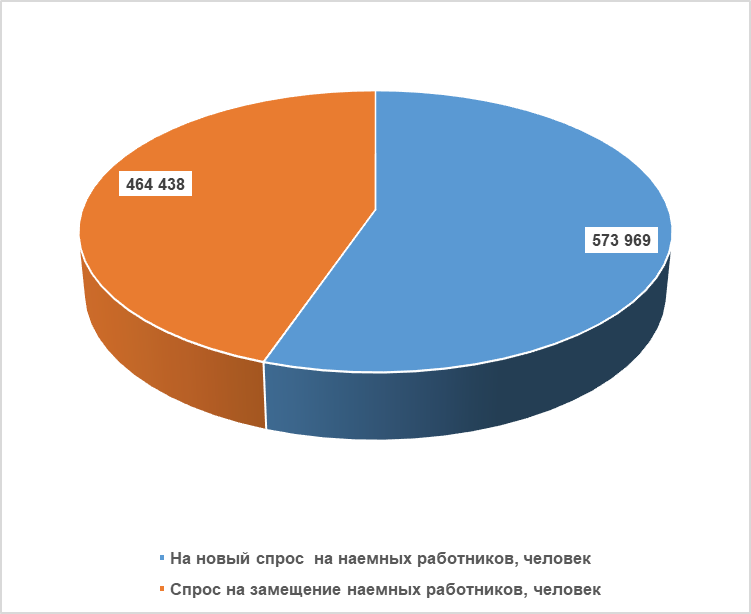 464 438
573 969
На новый спрос  на наемных работников, человек
Спрос на замещение наемных работников, человек